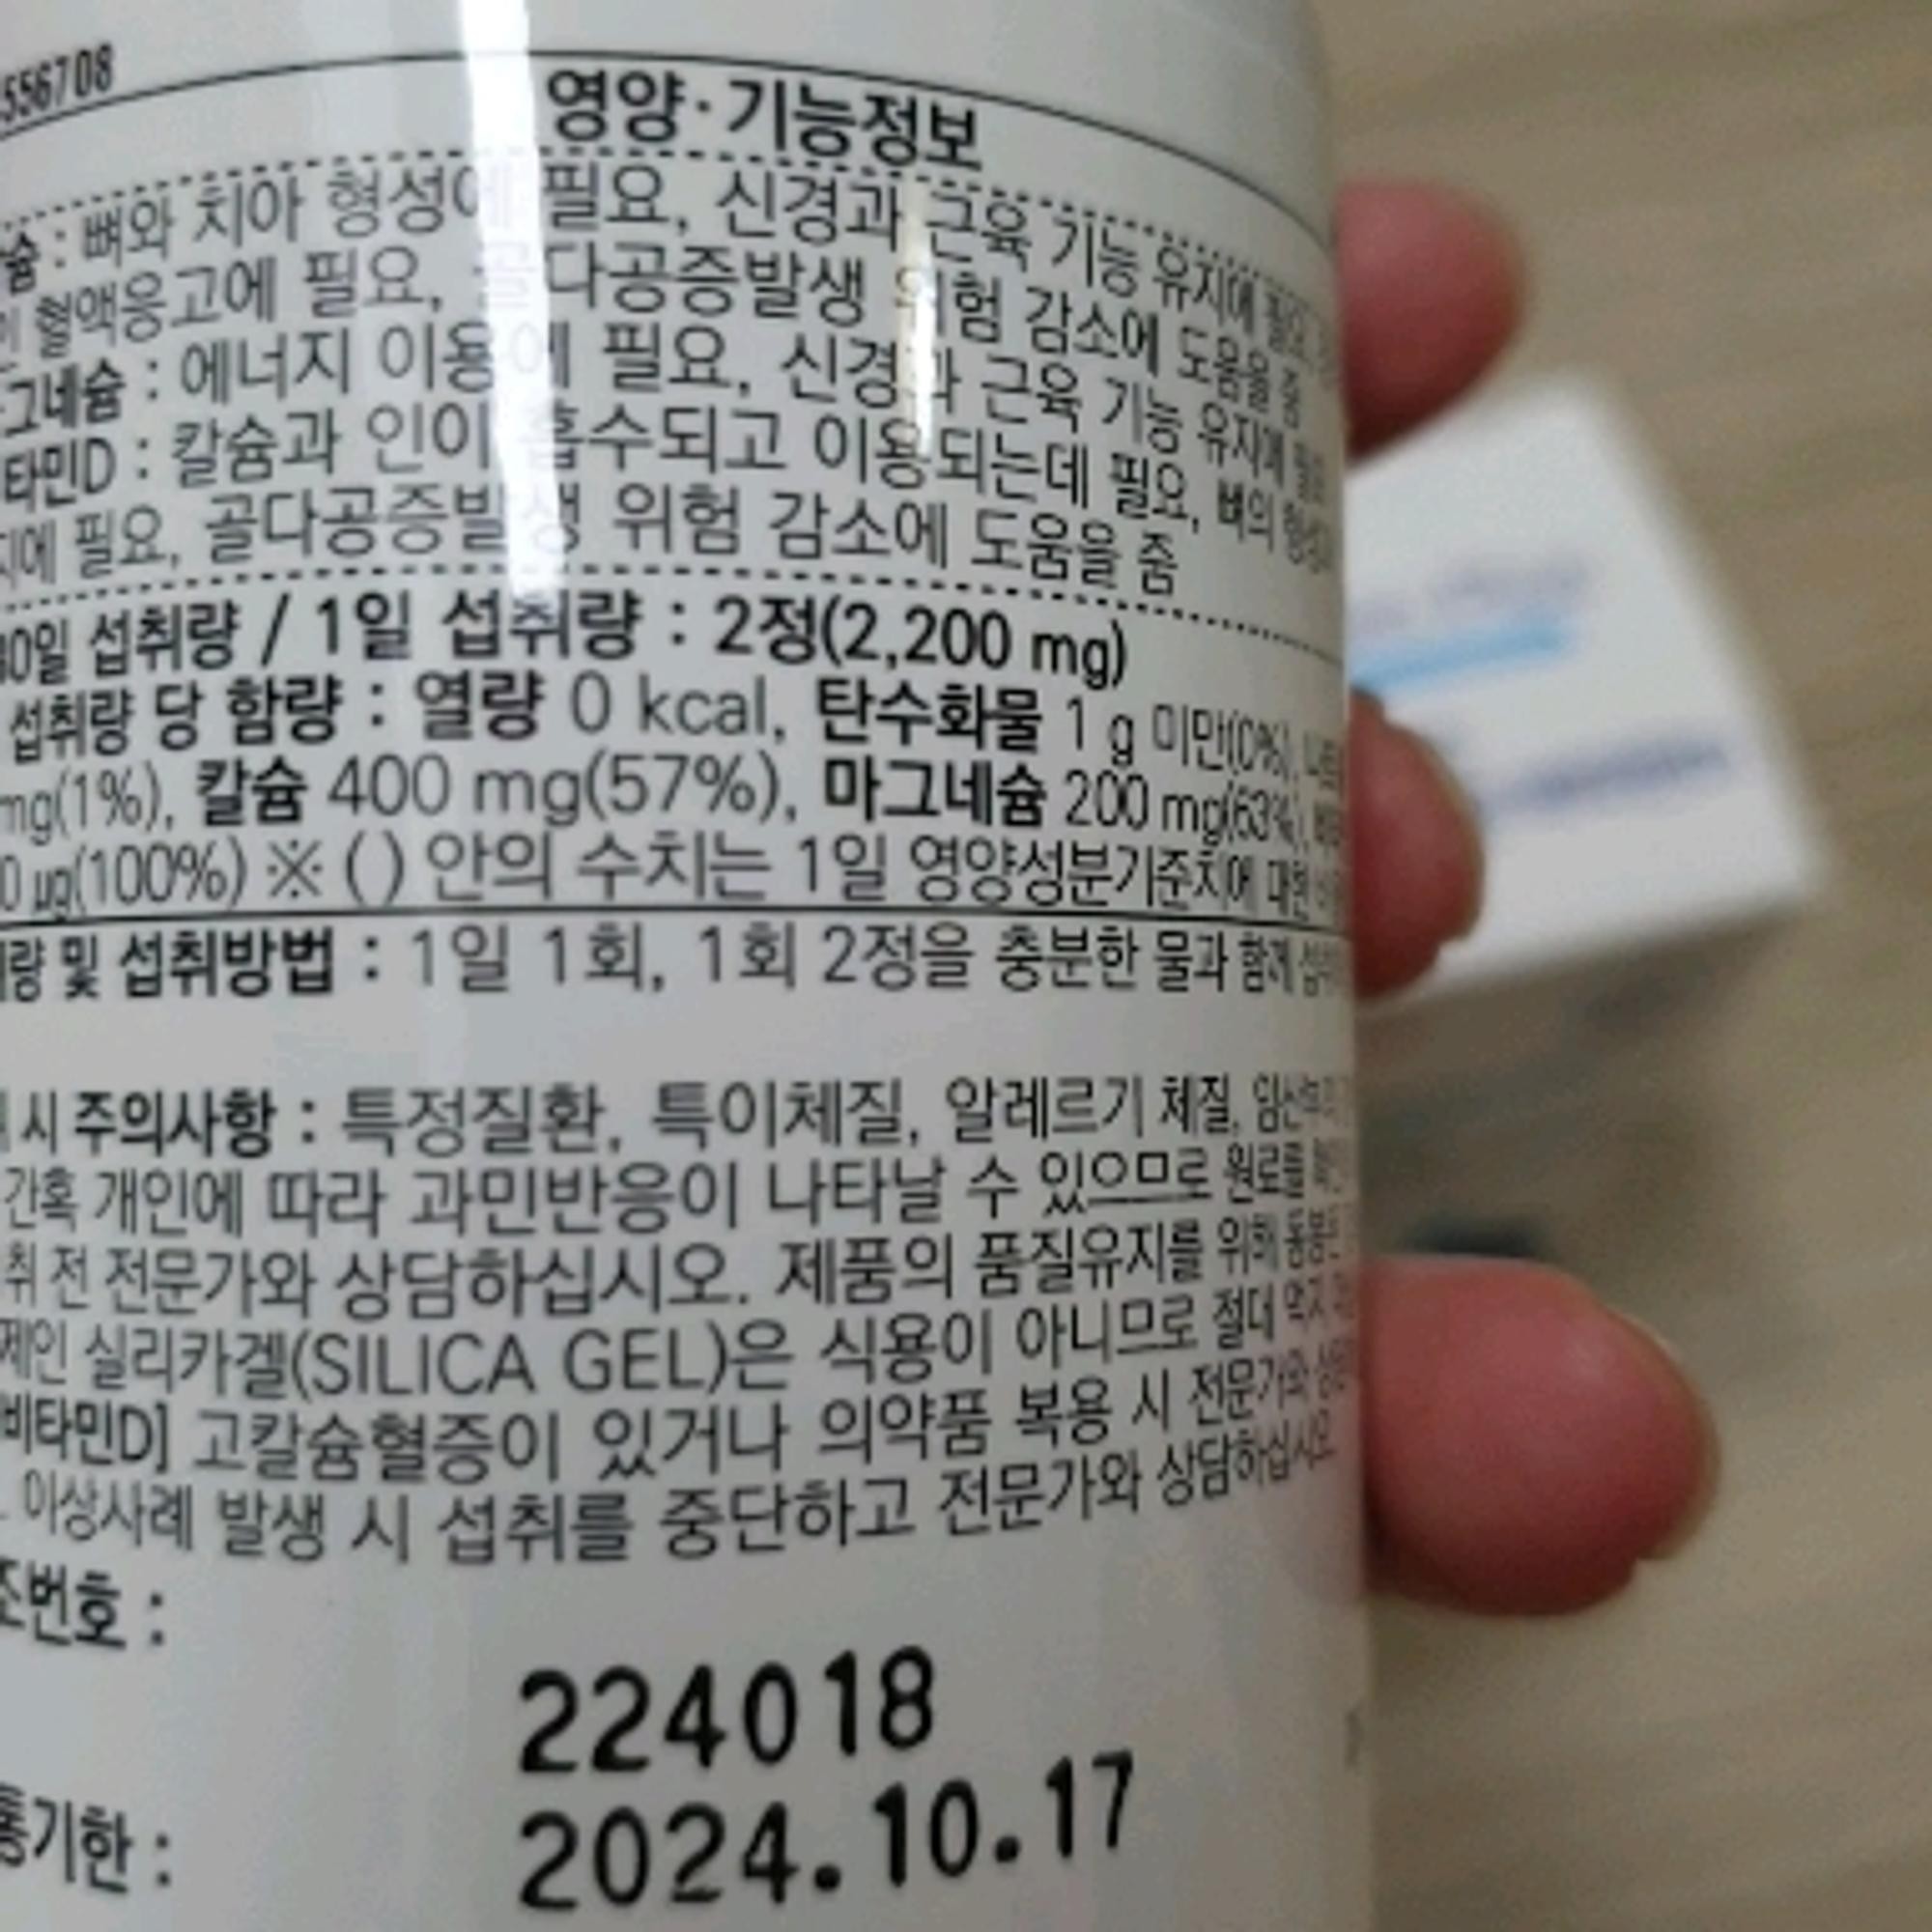 556708
영양·기능정보
슘 : 뼈와 치아 형성에 필요, 신경과 근육 기능 유지에 필요
혈액응고에 필요, 골다공증발생 위험 감소에 도움을 줌
그네슘 : 에너지 이용에 필요, 신경과 근육 기능 유지에 필요
타민D : 칼슘과 인이 흡수되고 이용되는데 필요, 뼈의 형성
지에 필요, 골다공증발생 위험 감소에 도움을 줌
30일 섭취량 / 1일 섭취량 : 2정(2,200 mg)
섭취량 당 함량 : 열량 0 kcal, 탄수화물 1 g 미만(0%),
mg(1%), 칼슘 400 mg(57%), 마그네슘 200 mg(63%),
0 µg(100%) ※ () 안의 수치는 1일 영양성분기준치에 대한
량 및 섭취방법 : 1일 1회, 1회 2정을 충분한 물과 함께
시 주의사항 : 특정질환, 특이체질, 알레르기 체질,
간혹 개인에 따라 과민반응이 나타날 수 있으므로 원료를
취 전 전문가와 상담하십시오. 제품의 품질유지를 위해
제인 실리카겔(SILICA GEL)은 식용이 아니므로 절대
비타민D] 고칼슘혈증이 있거나 의약품 복용 시 전문가와
이상사례 발생 시 섭취를 중단하고 전문가와 상담하십시오
조번호 :
224018
통기한 :
2024.10.17